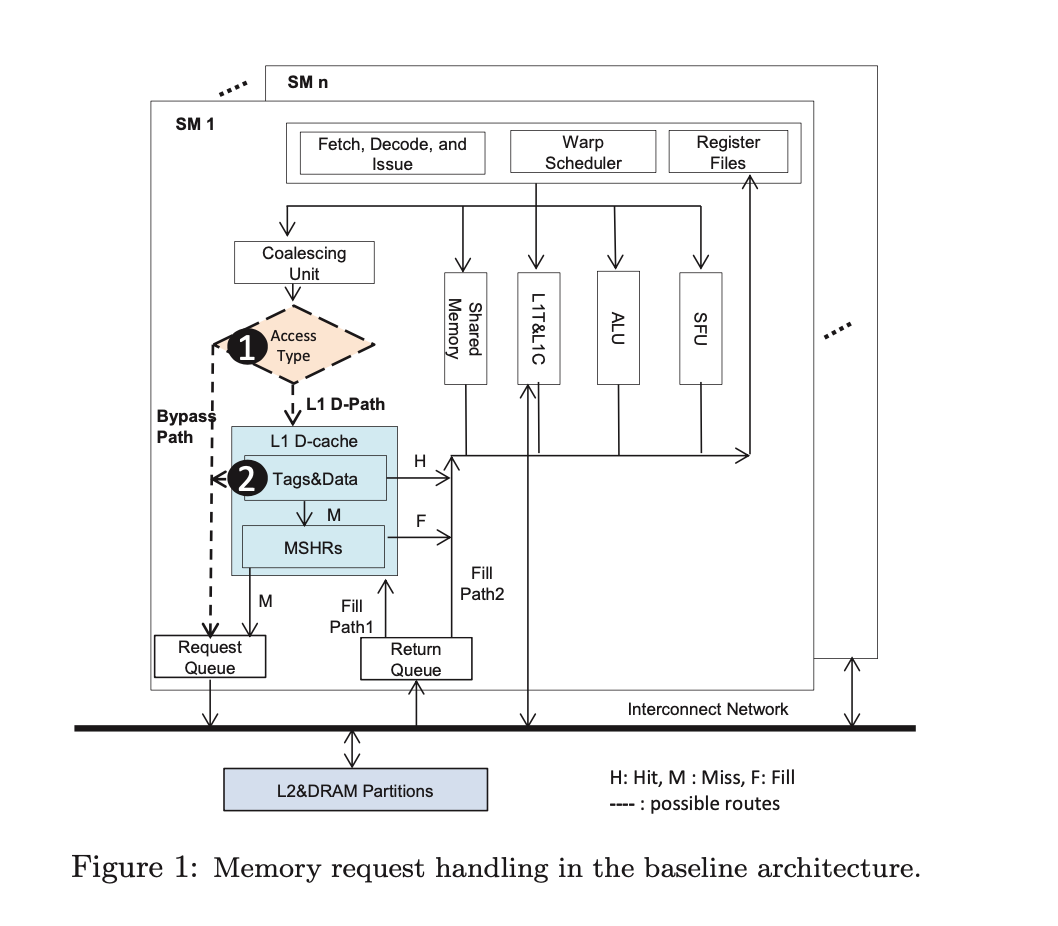 SM n
SM 1
Fetch, Decode, and
Issue
Warp
Scheduler
Register
Files
Coalescing
Unit
1
Access
Type
Shared
Memory
L1T&L1C
ALU
SFU
Bypass
Path
L1 D-Path
L1 D-cache
2
Tags&Data
H
M
F
MSHRs
M
Fill
Path1
Fill
Path2
Request
Queue
Return
Queue
Interconnect Network
L2&DRAM Partitions
H: Hit, M : Miss, F: Fill
---- : possible routes
Figure 1: Memory request handling in the baseline architecture.